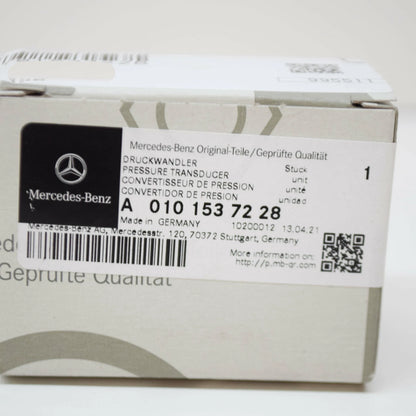 995511
Mercedes-Benz Original-Teile/Geprüfte Qualität
DRUCKWANDLER
PRESSURE TRANSDUCER
CONVERTISSEUR DE PRESSION
CONVERTIDOR DE PRESION
Stuck
unit
unité
unidad
1
Mercedes-Benz
A 010 153 72 28
Made in GERMANY 10200012 13.04.21
Mercedes-Benz AG, Mercedesstr. 120, 70372 Stuttgart, Germany
More information on:
http://p.mb-qr.com
Geprüfte Qualität